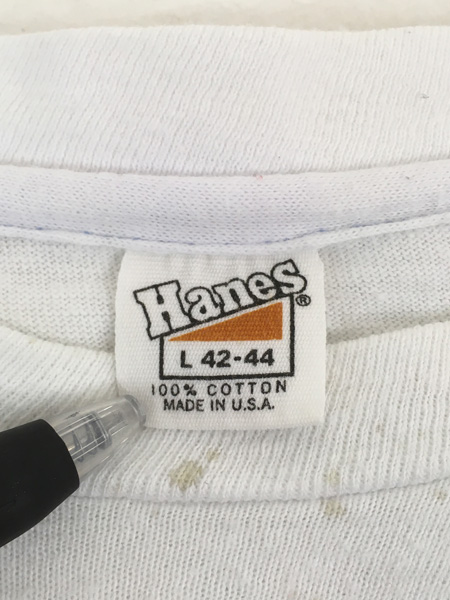 Hanes®
L 42-44
100% COTTON
MADE IN U.S.A.